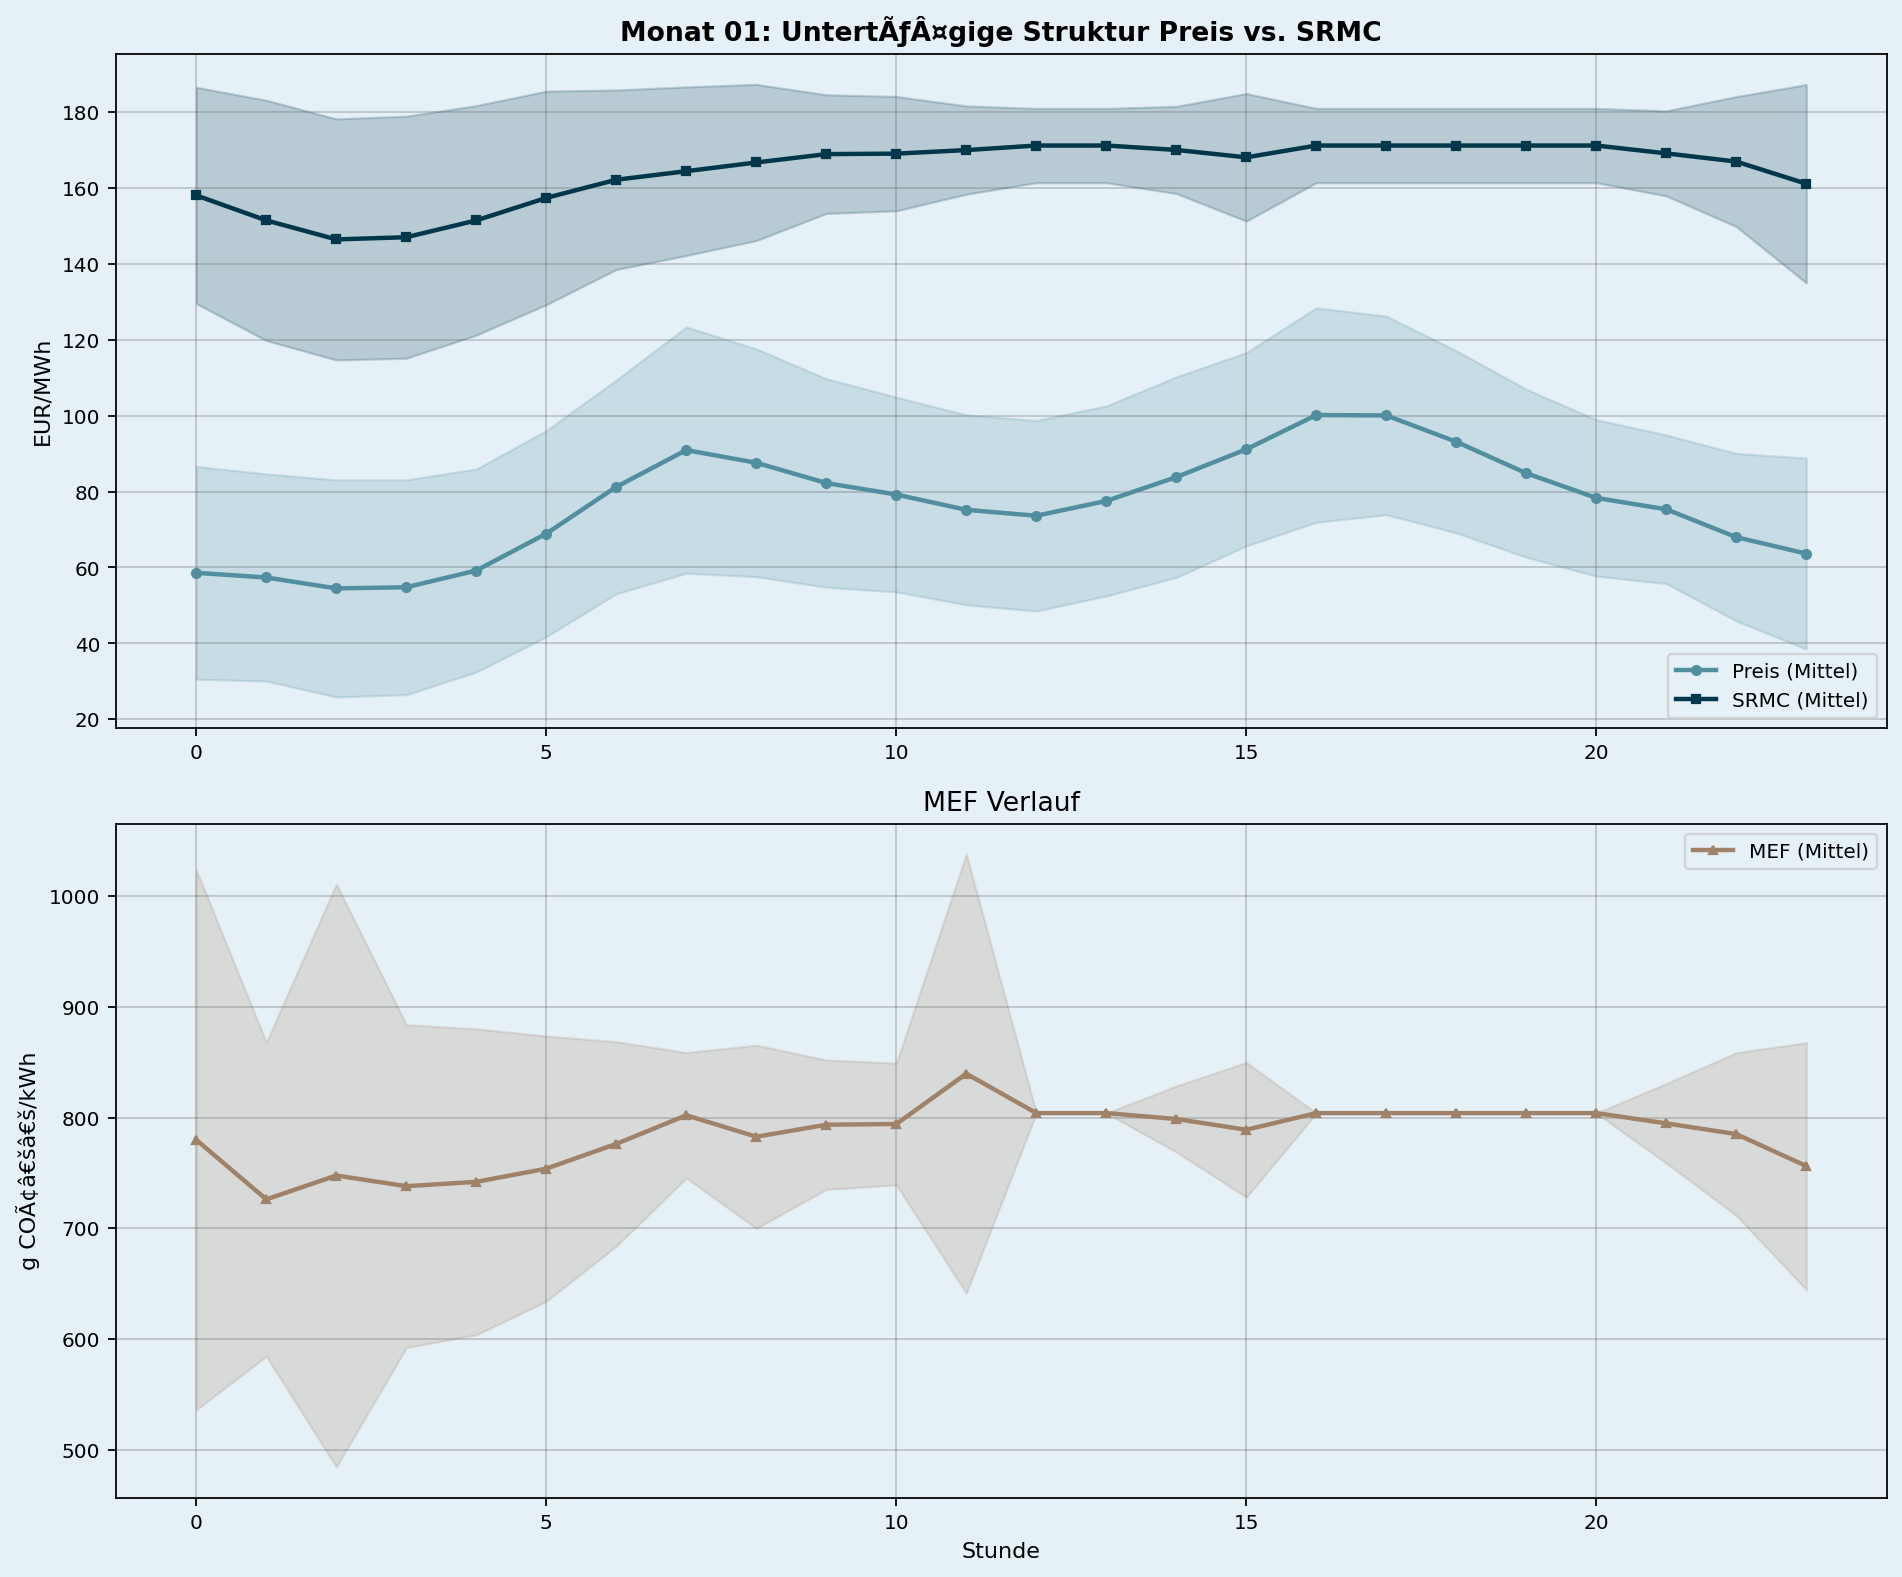 Monat 01: UntertÃƒÂ¤gige Struktur Preis vs. SRMC
EUR/MWh
180
160
140
120
100
80
60
40
20
Preis (Mittel)
SRMC (Mittel)
0 5 10 15 20
MEF Verlauf
g COÃ¢â€šâ€š/kWh
1000
900
800
700
600
500
MEF (Mittel)
0 5 10 15 20
Stunde